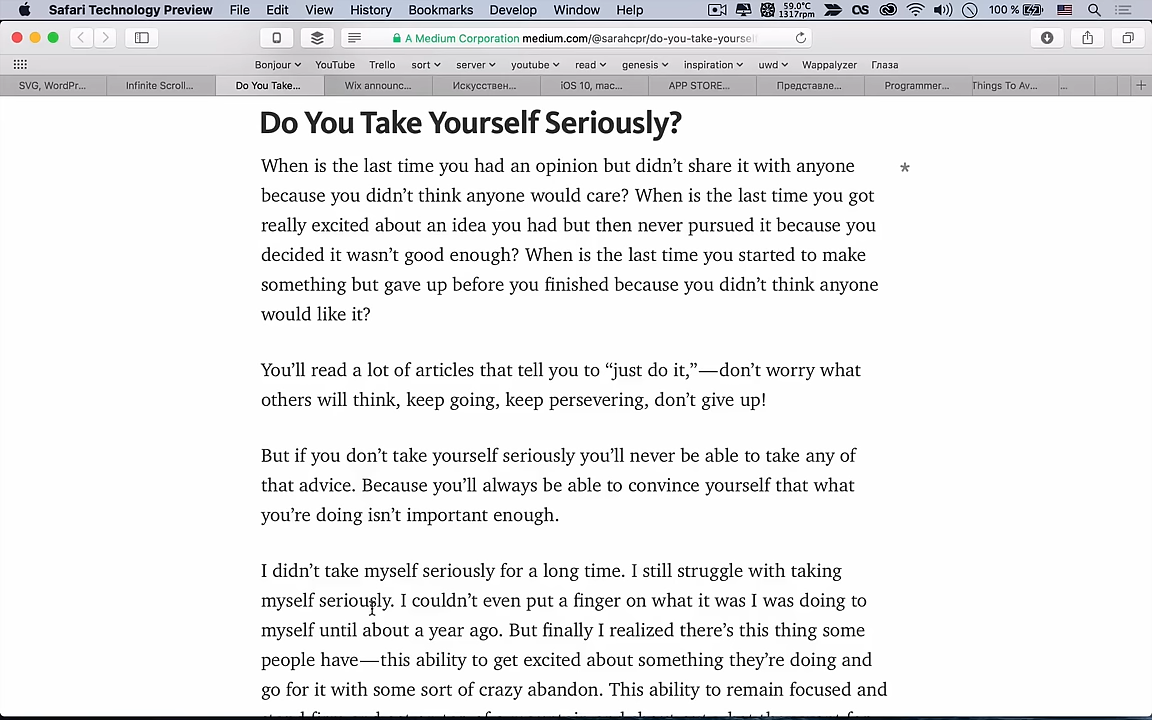 Safari Technology Preview File Edit View History Bookmarks Develop Window Help 59.0°C 1317rpm OS 100 %
A Medium Corporation medium.com/@sarahcpr/do-you-take-yourself
Bonjour YouTube Trello sort server youtube read genesis inspiration uwd Wappalyzer Глаза
SVG, WordPr... Infinite Scroll... Do You Take... Wix announc... Искусствен... iOS 10, mac... APP STORE... Представле... Programmer... Things To Av... ...
Do You Take Yourself Seriously?
When is the last time you had an opinion but didn’t share it with anyone *
because you didn’t think anyone would care? When is the last time you got
really excited about an idea you had but then never pursued it because you
decided it wasn’t good enough? When is the last time you started to make
something but gave up before you finished because you didn’t think anyone
would like it?
You’ll read a lot of articles that tell you to “just do it,”—don’t worry what
others will think, keep going, keep persevering, don’t give up!
But if you don’t take yourself seriously you’ll never be able to take any of
that advice. Because you’ll always be able to convince yourself that what
you’re doing isn’t important enough.
I didn’t take myself seriously for a long time. I still struggle with taking
myself seriously. I couldn’t even put a finger on what it was I was doing to
myself until about a year ago. But finally I realized there’s this thing some
people have—this ability to get excited about something they’re doing and
go for it with some sort of crazy abandon. This ability to remain focused and